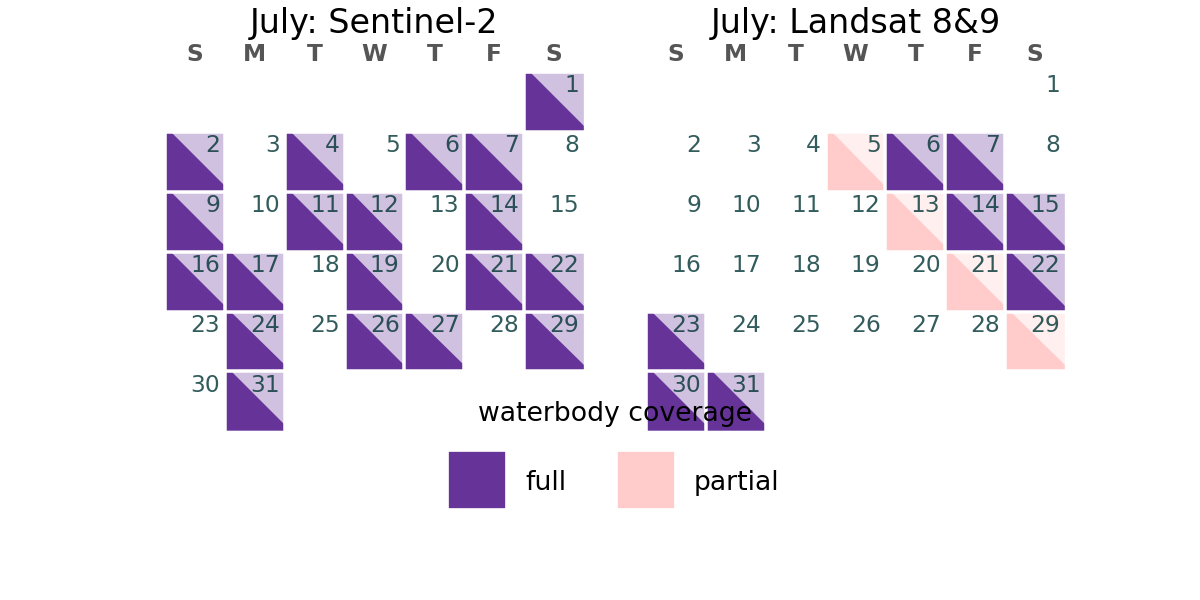 July: Sentinel-2
S M T W T F S
1
2 3 4 5 6 7 8
9 10 11 12 13 14 15
16 17 18 19 20 21 22
23 24 25 26 27 28 29
30 31
July: Landsat 8&9
S M T W T F S
1
2 3 4 5 6 7 8
9 10 11 12 13 14 15
16 17 18 19 20 21 22
23 24 25 26 27 28 29
30 31
waterbody coverage
full partial